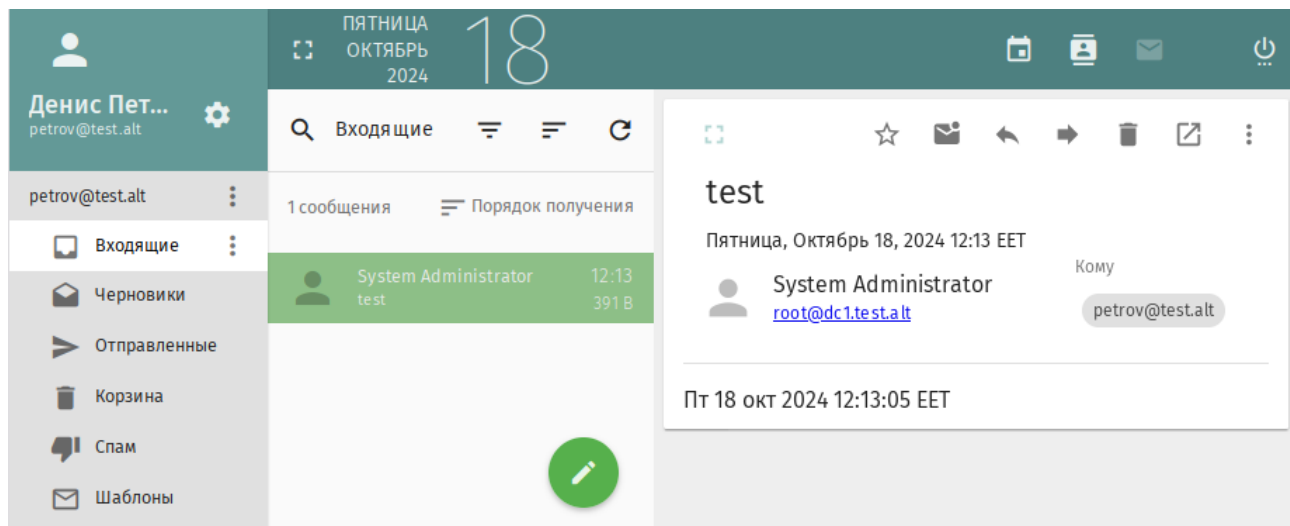 ПЯТНИЦА
ОКТЯБРЬ
2024
18
Денис Пет...
petrov@test.alt
petrov@test.alt
Входящие
Черновики
Отправленные
Корзина
Спам
Шаблоны
Входящие
1 сообщения
Порядок получения
System Administrator
12:13
test
391 B
test
Пятница, Октябрь 18, 2024 12:13 EET
System Administrator
root@dc1.test.alt
Кому
petrov@test.alt
Пт 18 окт 2024 12:13:05 EET